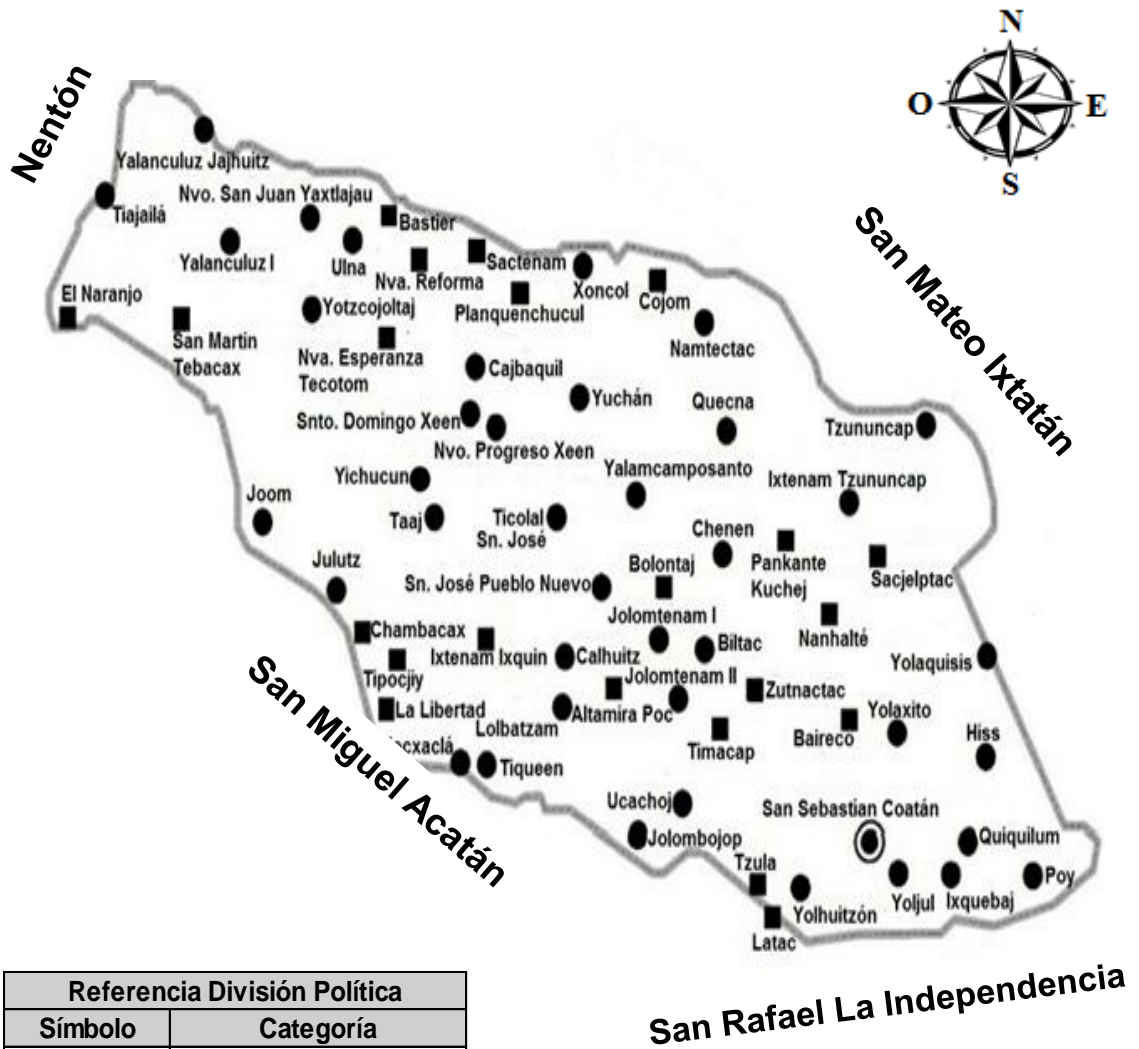 N
O
E
S
Nentón
San Mateo Ixtatán
San Miguel Acatán
San Rafael La Independencia
Yalanculuz Jajhuitz
Nvo. San Juan Yaxtlajau
Tiajailá
Bastier
Yalanculuz I
Ulna
Sactenam
Nva. Reforma
Xoncol
Cojom
El Naranjo
Yotzcojoltaj
Planquenchucul
San Martin
Tebacax
Nva. Esperanza
Tecotom
Namtectac
Cajbaquil
Yuchán
Quecna
Snto. Domingo Xeen
Tzununcap
Nvo. Progreso Xeen
Yalamcamposanto
Yichucun
Ixtenam Tzununcap
Joom
Taaj
Ticolal
Sn. José
Chenen
Julutz
Bolontaj
Pankante
Kuchej
Sacjelptac
Sn. José Pueblo Nuevo
Jolomtenam I
Nanhalté
Chambacax
Ixtenam Ixquin
Calhuitz
Biltac
Yolaquisis
Tipocjiy
Jolomtenam II
Zutnactac
La Libertad
Lolbatzam
Altamira Poc
Yolaxito
Timacap
Baireco
Hiss
ecxaclá
Tiqueen
Ucachoj
San Sebastian Coatán
Jolombojop
Quiquilum
Tzula
Poy
Yolhuitzón
Yoljul
Ixquebaj
Latac
Referencia División Política
Símbolo Categoría